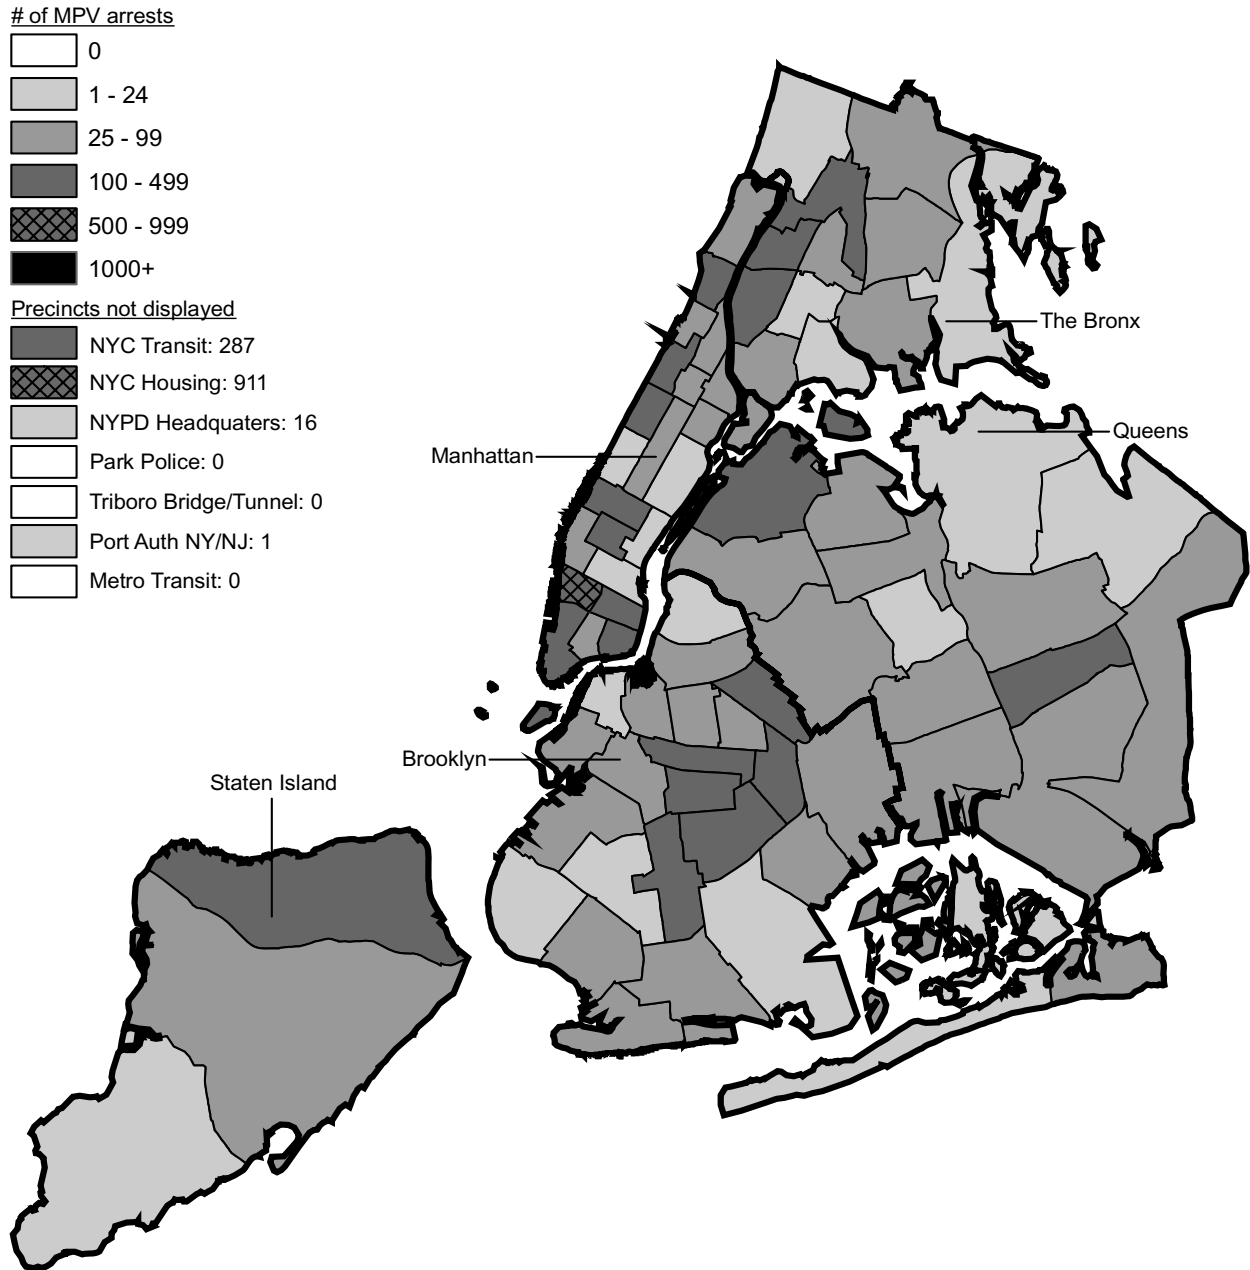 # of MPV arrests
0
1 - 24
25 - 99
100 - 499
500 - 999
1000+
Precincts not displayed
NYC Transit: 287
NYC Housing: 911
NYPD Headquaters: 16
Park Police: 0
Triboro Bridge/Tunnel: 0
Port Auth NY/NJ: 1
Metro Transit: 0
The Bronx
Queens
Manhattan
Brooklyn
Staten Island